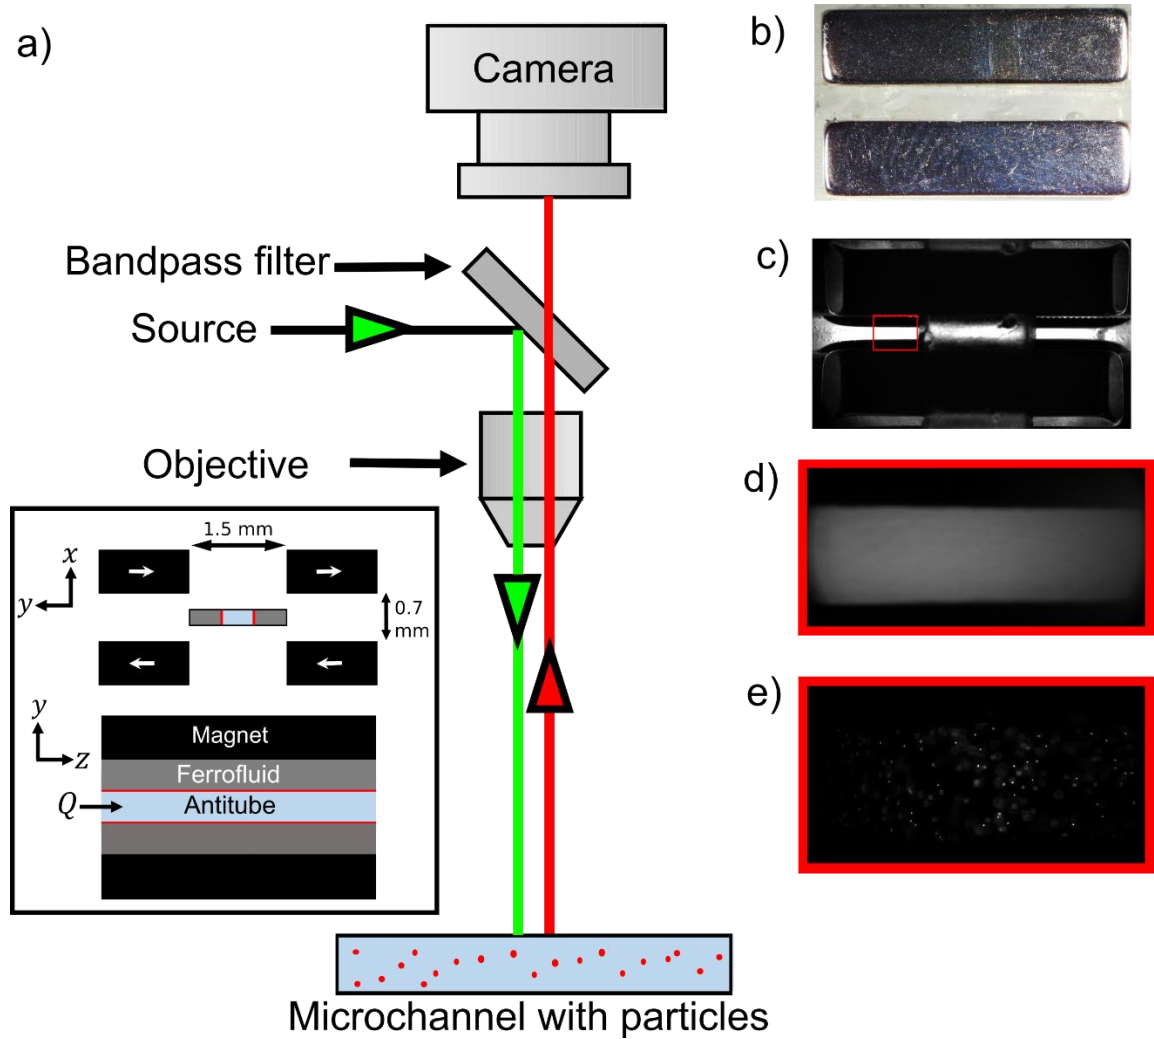 a)
Camera
Bandpass filter
Source
Objective
1.5 mm
x
y
0.7
mm
y
z
Magnet
Ferrofluid
Q
Antitube
Microchannel with particles
b)
c)
d)
e)